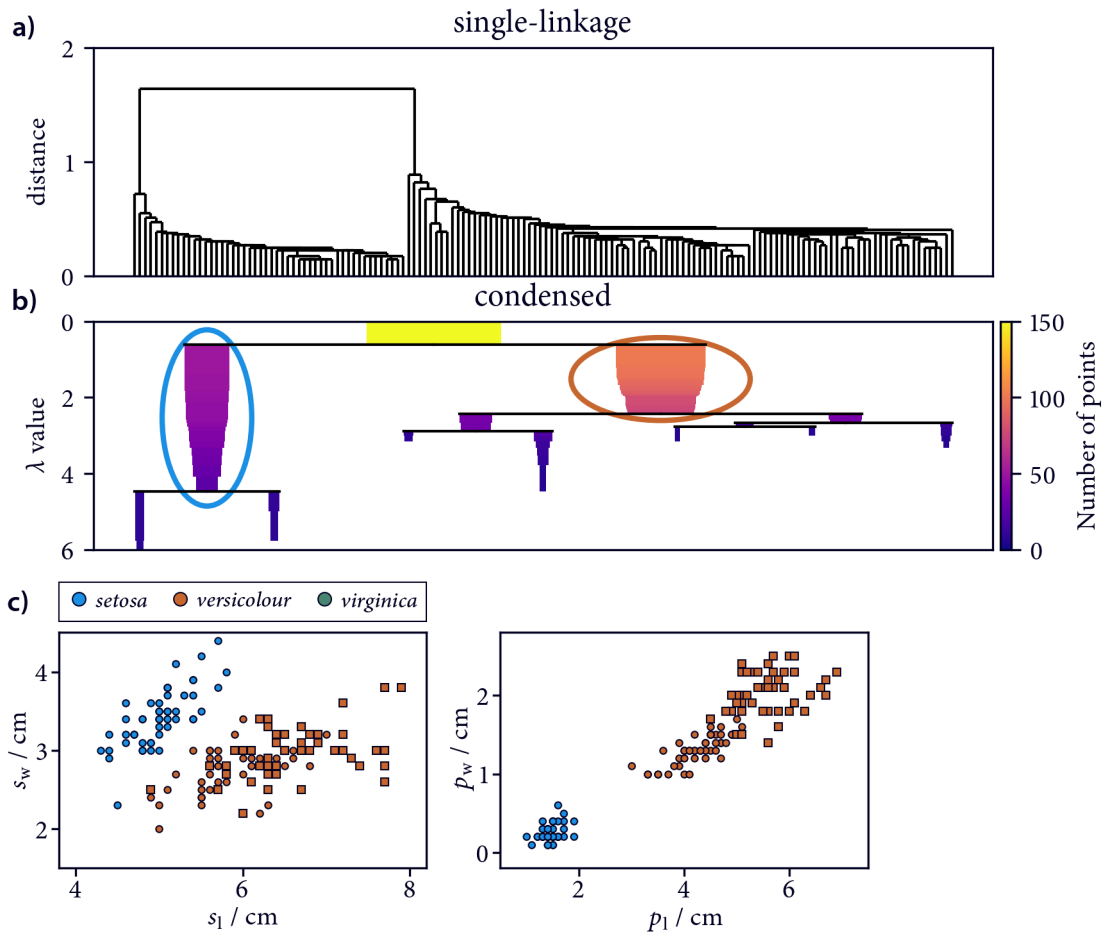 a)
single-linkage
2
1
0
distance
b)
condensed
0
2
4
6
λ value
150
100
50
0
Number of points
c)
setosa
versicolour
virginica
4
3
2
s_w / cm
4
6
8
s_l / cm
2
1
0
p_w / cm
2
4
6
p_l / cm